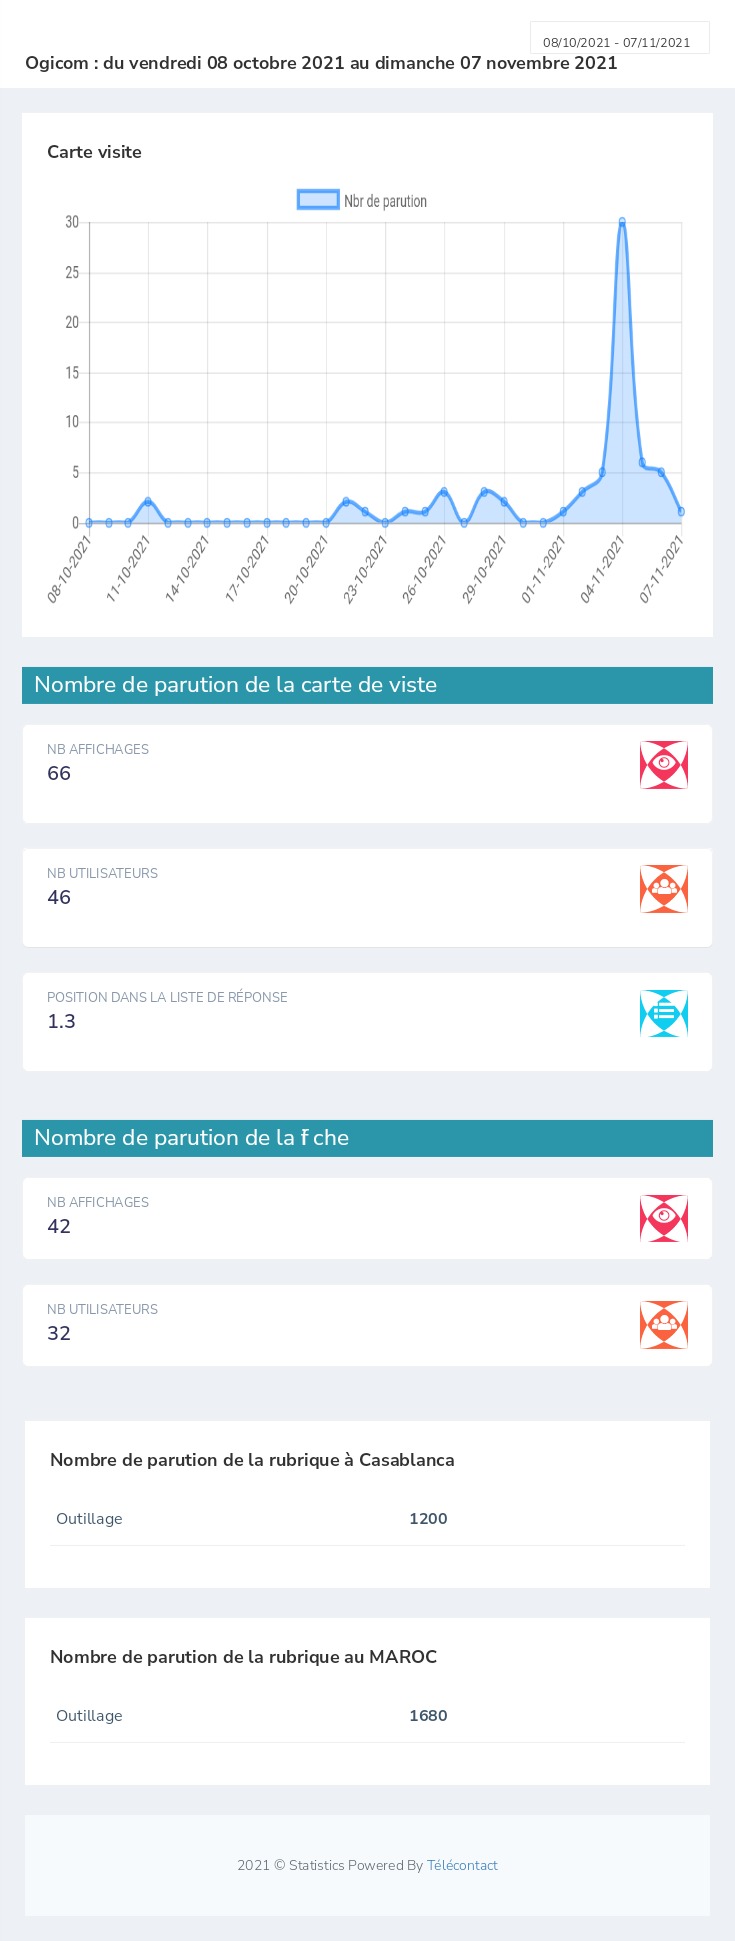 08/10/2021 - 07/11/2021
Ogicom : du vendredi 08 octobre 2021 au dimanche 07 novembre 2021
Carte visite
Nbr de parution
30
25
20
15
10
5
0
08-10-2021
11-10-2021
14-10-2021
17-10-2021
20-10-2021
23-10-2021
26-10-2021
29-10-2021
01-11-2021
04-11-2021
07-11-2021
Nombre de parution de la carte de viste
NB AFFICHAGES
66
NB UTILISATEURS
46
POSITION DANS LA LISTE DE RÉPONSE
1.3
Nombre de parution de la fiche
NB AFFICHAGES
42
NB UTILISATEURS
32
Nombre de parution de la rubrique à Casablanca
Outillage 1200
Nombre de parution de la rubrique au MAROC
Outillage 1680
2021 © Statistics Powered By Télécontact